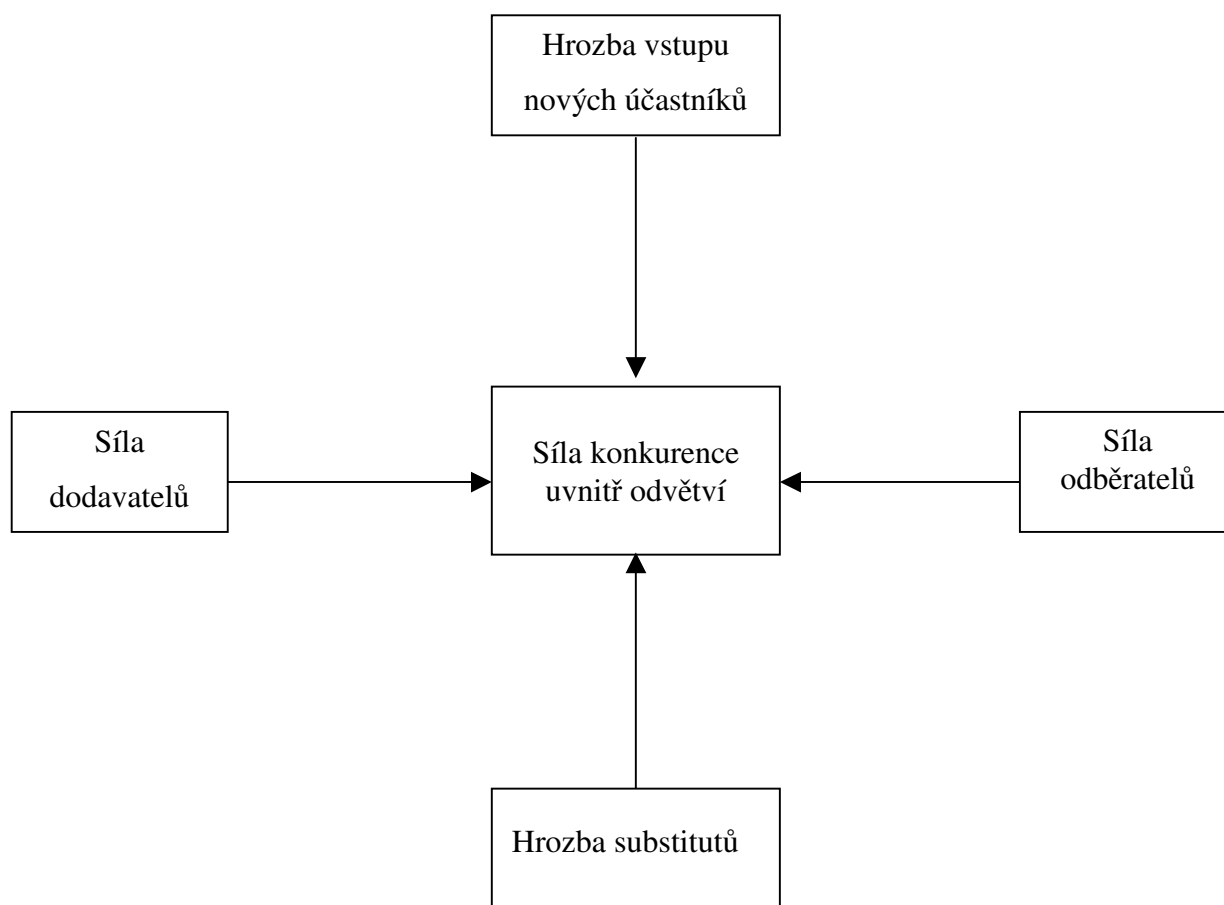 Hrozba vstupu
nových účastníků
Síla
dodavatelů
Síla konkurence
uvnitř odvětví
Síla
odběratelů
Hrozba substitutů